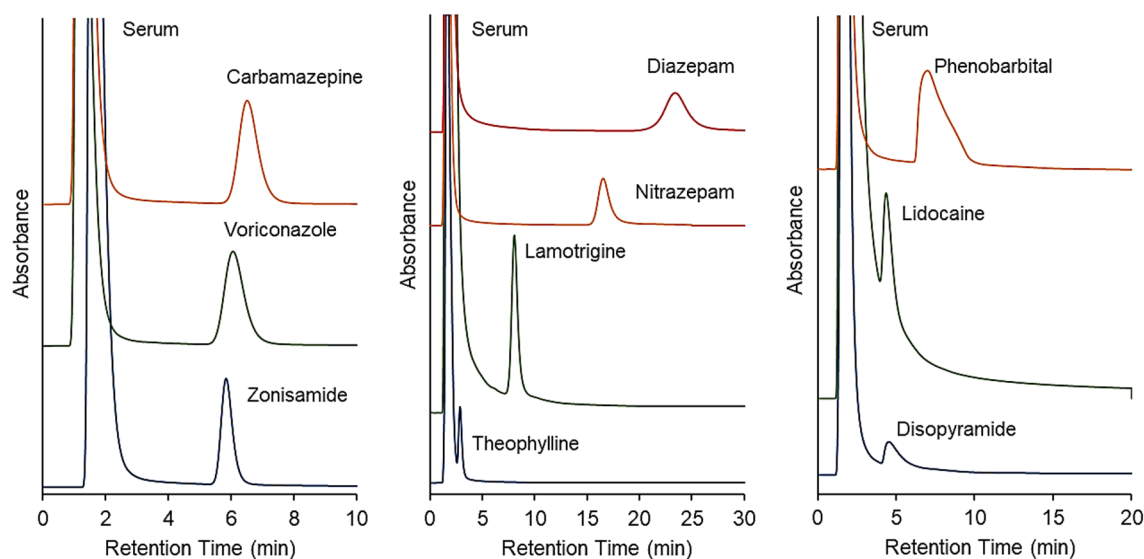 Serum
Carbamazepine
Voriconazole
Zonisamide
Absorbance
0 2 4 6 8 10
Retention Time (min)
Serum
Diazepam
Nitrazepam
Lamotrigine
Theophylline
Absorbance
0 5 10 15 20 25 30
Retention Time (min)
Serum
Phenobarbital
Lidocaine
Disopyramide
Absorbance
0 5 10 15 20
Retention Time (min)